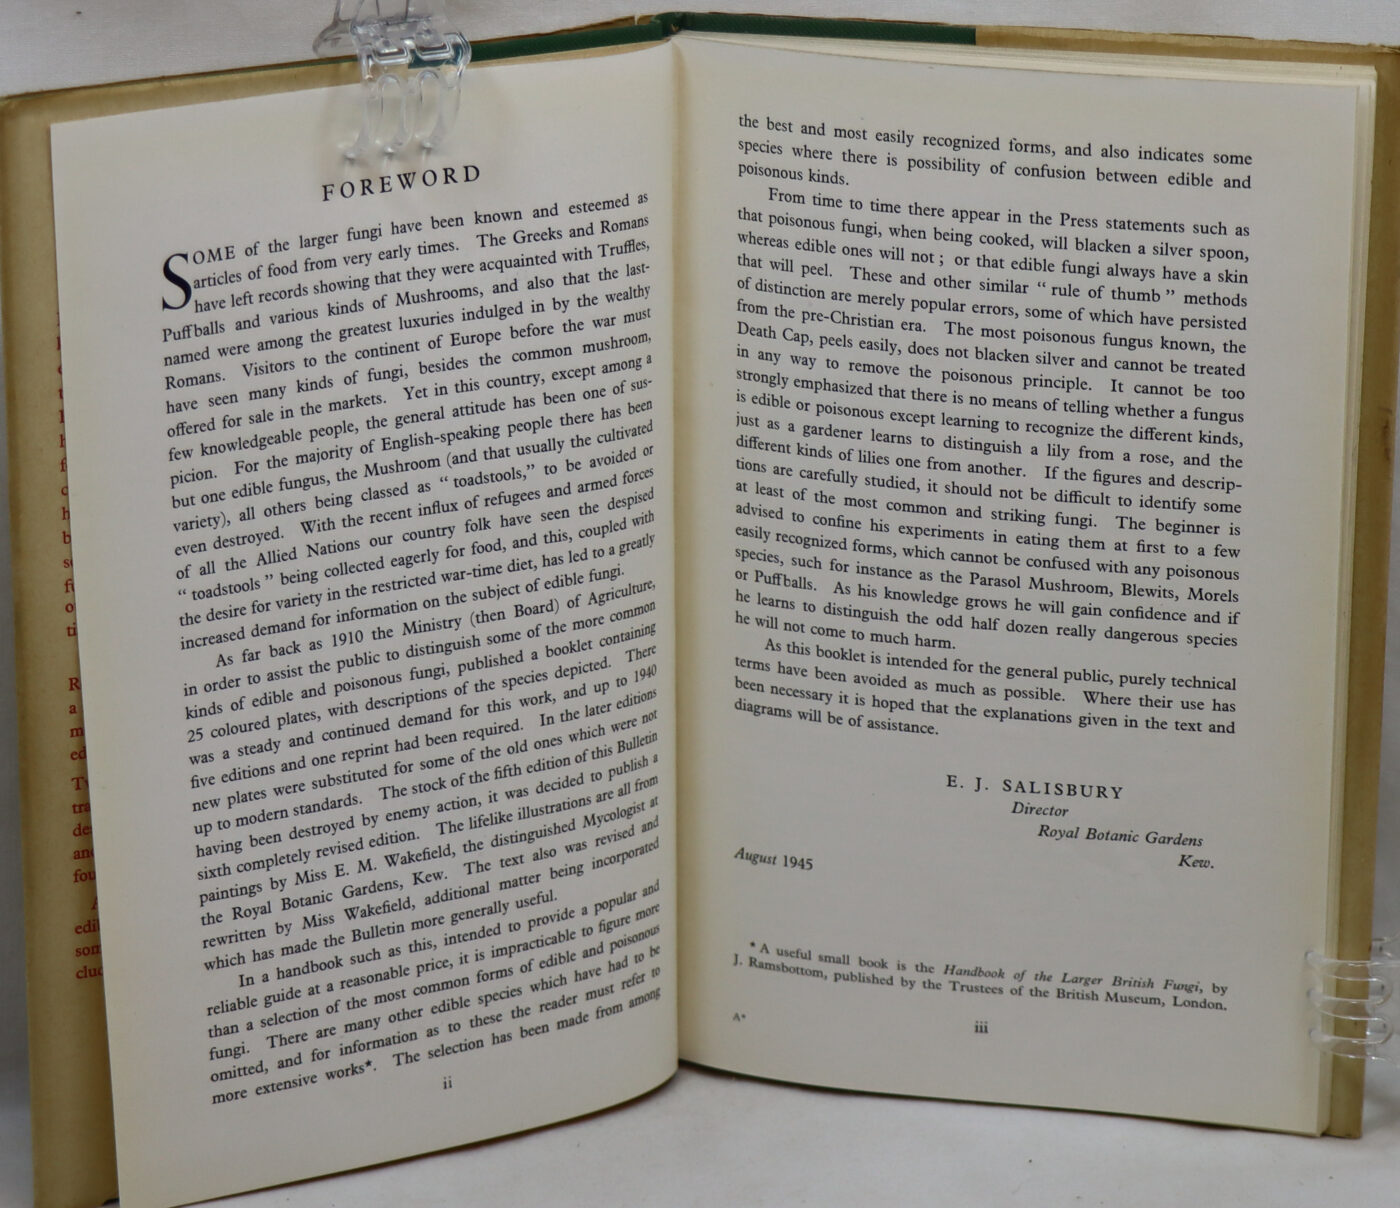 FOREWORD
SOME of the larger fungi have been known and esteemed as
articles of food from very early times. The Greeks and Romans
have left records showing that they were acquainted with Truffles,
Puffballs and various kinds of Mushrooms, and also that the last-
named were among the greatest luxuries indulged in by the wealthy
Romans. Visitors to the continent of Europe before the war must
have seen many kinds of fungi, besides the common mushroom,
offered for sale in the markets. Yet in this country, except among a
few knowledgeable people, the general attitude has been one of sus-
picion. For the majority of English-speaking people there has been
but one edible fungus, the Mushroom (and that usually the cultivated
variety), all others being classed as " toadstools," to be avoided or
even destroyed. With the recent influx of refugees and armed forces
of all the Allied Nations our country folk have seen the despised
" toadstools " being collected eagerly for food, and this, coupled with
the desire for variety in the restricted war-time diet, has led to a greatly
increased demand for information on the subject of edible fungi.
As far back as 1910 the Ministry (then Board) of Agriculture,
in order to assist the public to distinguish some of the more common
kinds of edible and poisonous fungi, published a booklet containing
25 coloured plates, with descriptions of the species depicted. There
was a steady and continued demand for this work, and up to 1940
five editions and one reprint had been required. In the later editions
new plates were substituted for some of the old ones which were not
up to modern standards. The stock of the fifth edition of this Bulletin
having been destroyed by enemy action, it was decided to publish a
sixth completely revised edition. The lifelike illustrations are all from
paintings by Miss E. M. Wakefield, the distinguished Mycologist at
the Royal Botanic Gardens, Kew. The text also was revised and
rewritten by Miss Wakefield, additional matter being incorporated
which has made the Bulletin more generally useful.
In a handbook such as this, intended to provide a popular and
reliable guide at a reasonable price, it is impracticable to figure more
than a selection of the most common forms of edible and poisonous
fungi. There are many other edible species which have had to be
omitted, and for information as to these the reader must refer to
more extensive works*. The selection has been made from among
ii
the best and most easily recognized forms, and also indicates some
species where there is possibility of confusion between edible and
poisonous kinds.
From time to time there appear in the Press statements such as
that poisonous fungi, when being cooked, will blacken a silver spoon,
whereas edible ones will not ; or that edible fungi always have a skin
that will peel. These and other similar " rule of thumb " methods
of distinction are merely popular errors, some of which have persisted
from the pre-Christian era. The most poisonous fungus known, the
Death Cap, peels easily, does not blacken silver and cannot be treated
in any way to remove the poisonous principle. It cannot be too
strongly emphasized that there is no means of telling whether a fungus
is edible or poisonous except learning to recognize the different kinds,
just as a gardener learns to distinguish a lily from a rose, and the
different kinds of lilies one from another. If the figures and descrip-
tions are carefully studied, it should not be difficult to identify some
at least of the most common and striking fungi. The beginner is
advised to confine his experiments in eating them at first to a few
easily recognized forms, which cannot be confused with any poisonous
species, such for instance as the Parasol Mushroom, Blewits, Morels
or Puffballs. As his knowledge grows he will gain confidence and if
he learns to distinguish the odd half dozen really dangerous species
he will not come to much harm.
As this booklet is intended for the general public, purely technical
terms have been avoided as much as possible. Where their use has
been necessary it is hoped that the explanations given in the text and
diagrams will be of assistance.
E. J. SALISBURY
Director
Royal Botanic Gardens
Kew.
August 1945
* A useful small book is the Handbook of the Larger British Fungi, by
J. Ramsbottom, published by the Trustees of the British Museum, London.
A*
iii